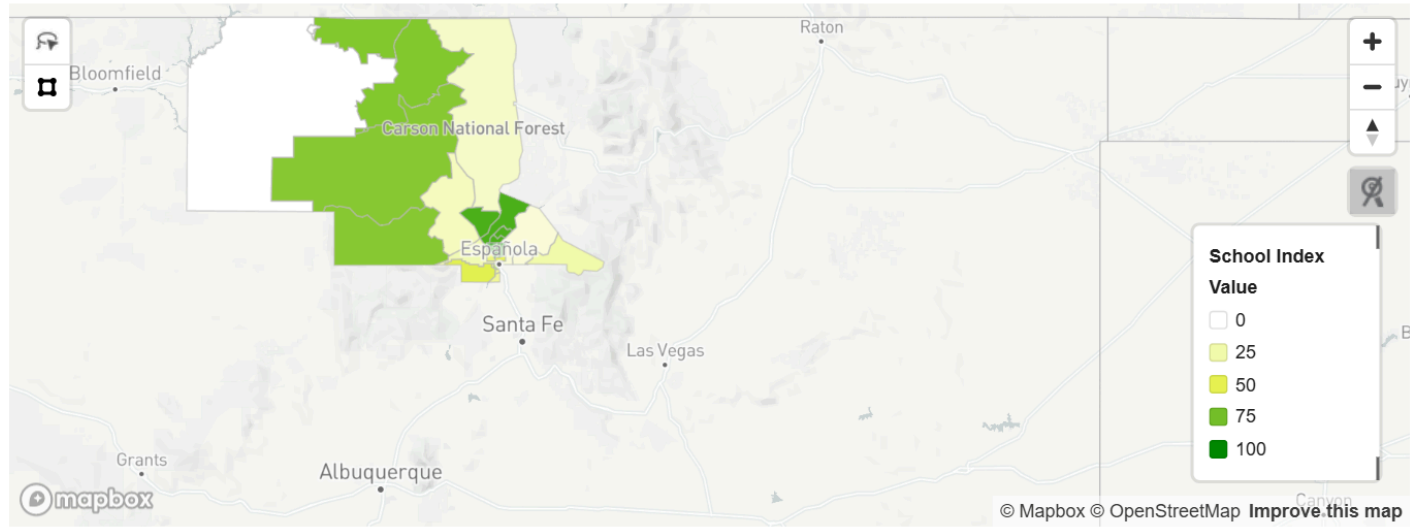 Raton
Bloomfield
Carson National Forest
Española
Santa Fe
Las Vegas
Grants
Albuquerque
School Index
Value
0
25
50
75
100
B
mapbox
Canyon
© Mapbox © OpenStreetMap Improve this map